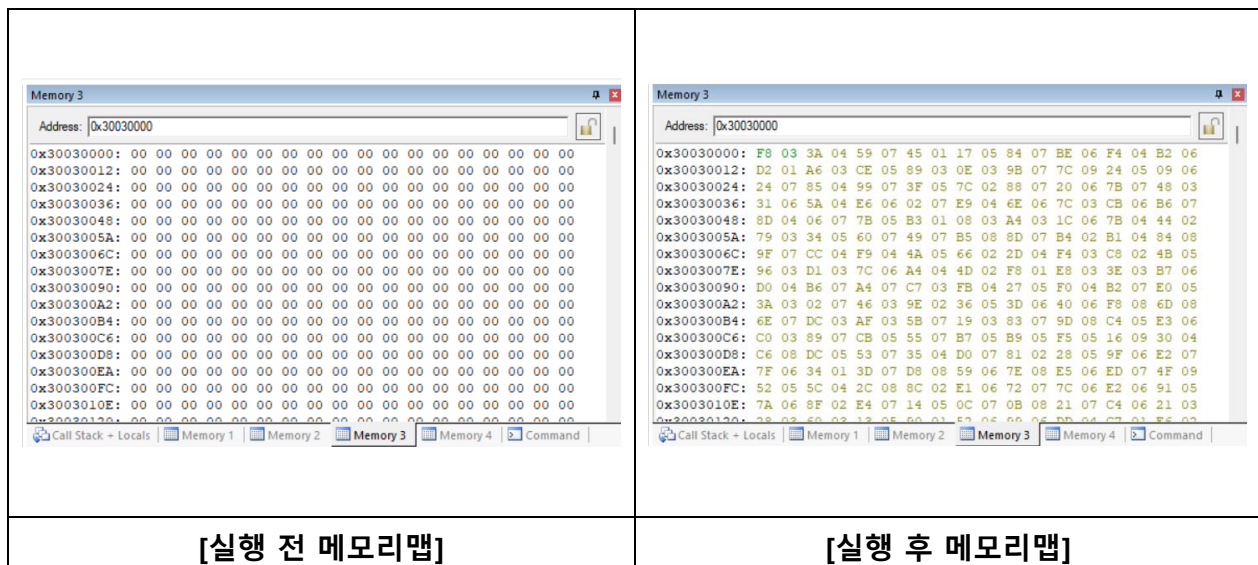 Memory 3
Address: 0x30030000
0x30030000: 00 00 00 00 00 00 00 00 00 00 00 00 00 00 00 00 00 00
0x30030012: 00 00 00 00 00 00 00 00 00 00 00 00 00 00 00 00 00 00
0x30030024: 00 00 00 00 00 00 00 00 00 00 00 00 00 00 00 00 00 00
0x30030036: 00 00 00 00 00 00 00 00 00 00 00 00 00 00 00 00 00 00
0x30030048: 00 00 00 00 00 00 00 00 00 00 00 00 00 00 00 00 00 00
0x3003005A: 00 00 00 00 00 00 00 00 00 00 00 00 00 00 00 00 00 00
0x3003006C: 00 00 00 00 00 00 00 00 00 00 00 00 00 00 00 00 00 00
0x3003007E: 00 00 00 00 00 00 00 00 00 00 00 00 00 00 00 00 00 00
0x30030090: 00 00 00 00 00 00 00 00 00 00 00 00 00 00 00 00 00 00
0x300300A2: 00 00 00 00 00 00 00 00 00 00 00 00 00 00 00 00 00 00
0x300300B4: 00 00 00 00 00 00 00 00 00 00 00 00 00 00 00 00 00 00
0x300300C6: 00 00 00 00 00 00 00 00 00 00 00 00 00 00 00 00 00 00
0x300300D8: 00 00 00 00 00 00 00 00 00 00 00 00 00 00 00 00 00 00
0x300300EA: 00 00 00 00 00 00 00 00 00 00 00 00 00 00 00 00 00 00
0x300300FC: 00 00 00 00 00 00 00 00 00 00 00 00 00 00 00 00 00 00
0x3003010E: 00 00 00 00 00 00 00 00 00 00 00 00 00 00 00 00 00 00
Call Stack + Locals Memory 1 Memory 2 Memory 3 Memory 4 Command
[실행 전 메모리맵]
Memory 3
Address: 0x30030000
0x30030000: F8 03 3A 04 59 07 45 01 17 05 84 07 BE 06 F4 04 B2 06
0x30030012: D2 01 A6 03 CE 05 89 03 0E 03 9B 07 7C 09 24 05 09 06
0x30030024: 24 07 85 04 99 07 3F 05 7C 02 88 07 20 06 7B 07 48 03
0x30030036: 31 06 5A 04 E6 06 02 07 E9 04 6E 06 7C 03 CB 06 B6 07
0x30030048: 8D 04 06 07 7B 05 B3 01 08 03 A4 03 1C 06 7B 04 44 02
0x3003005A: 79 03 34 05 60 07 49 07 B5 08 8D 07 B4 02 B1 04 84 08
0x3003006C: 9F 07 CC 04 F9 04 4A 05 66 02 2D 04 F4 03 C8 02 4B 05
0x3003007E: 96 03 D1 03 7C 06 A4 04 4D 02 F8 01 E8 03 3E 03 B7 06
0x30030090: D0 04 B6 07 A4 07 C7 03 FB 04 27 05 F0 04 B2 07 E0 05
0x300300A2: 3A 03 02 07 46 03 9E 02 36 05 3D 06 40 06 F8 08 6D 08
0x300300B4: 6E 07 DC 03 AF 03 5B 07 19 03 83 07 9D 08 C4 05 E3 06
0x300300C6: C0 03 89 07 CB 05 55 07 B7 05 B9 05 F5 05 16 09 30 04
0x300300D8: C6 08 DC 05 53 07 35 04 D0 07 81 02 28 05 9F 06 E2 07
0x300300EA: 7F 06 34 01 3D 07 D8 08 59 06 7E 08 E5 06 ED 07 4F 09
0x300300FC: 52 05 5C 04 2C 08 8C 02 E1 06 72 07 7C 06 E2 06 91 05
0x3003010E: 7A 06 8F 02 E4 07 14 05 0C 07 0B 08 21 07 C4 06 21 03
Call Stack + Locals Memory 1 Memory 2 Memory 3 Memory 4 Command
[실행 후 메모리맵]